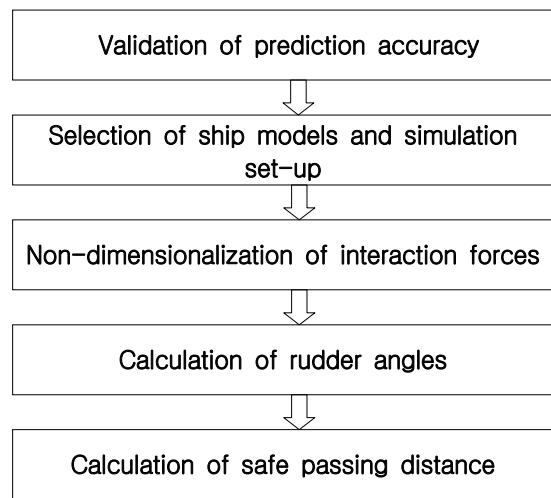 Validation of prediction accuracy
Selection of ship models and simulation
set-up
Non-dimensionalization of interaction forces
Calculation of rudder angles
Calculation of safe passing distance